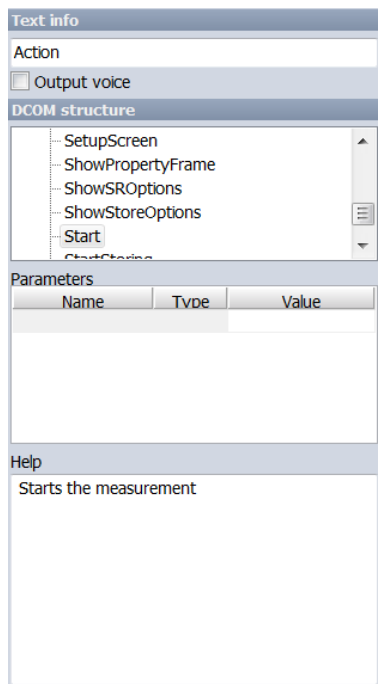 Text info
Action
Output voice
DCOM structure
SetupScreen
ShowPropertyFrame
ShowSROptions
ShowStoreOptions
Start
StartStoring
Parameters
Name Type Value
Help
Starts the measurement